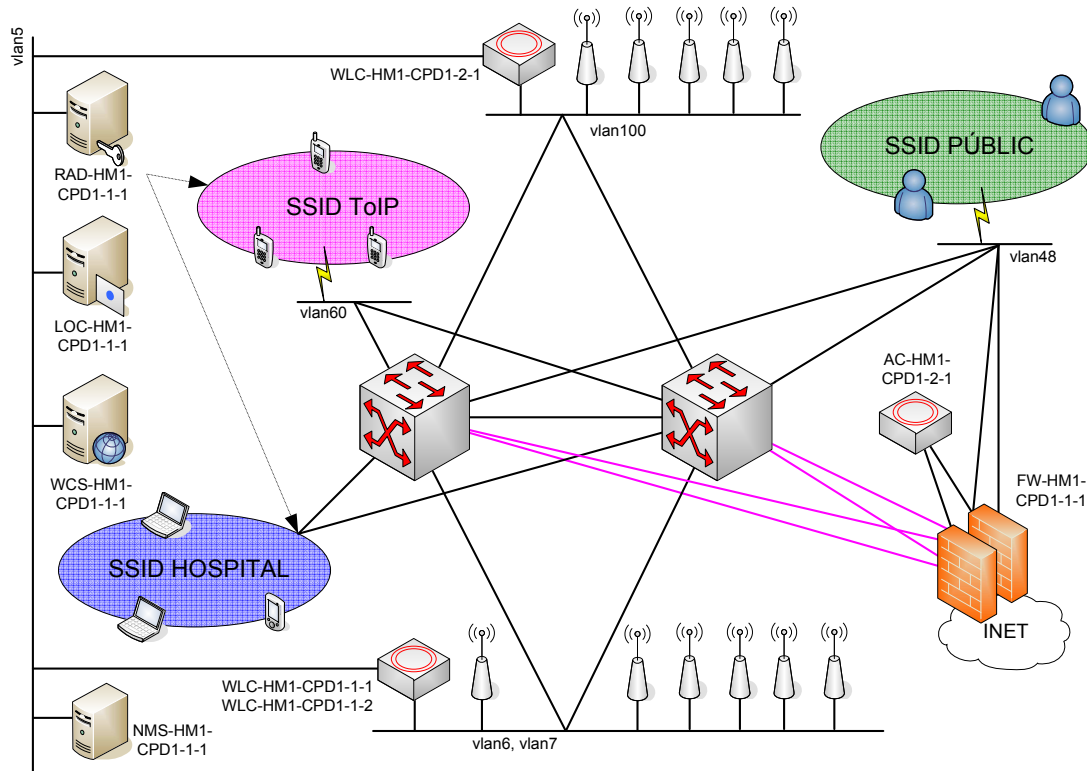 vlan5
WLC-HM1-CPD1-2-1
vlan100
RAD-HM1-
CPD1-1-1
SSID ToIP
SSID PÚBLIC
vlan48
LOC-HM1-
CPD1-1-1
vlan60
AC-HM1-
CPD1-2-1
WCS-HM1-
CPD1-1-1
FW-HM1-
CPD1-1-1
SSID HOSPITAL
INET
WLC-HM1-CPD1-1-1
WLC-HM1-CPD1-1-2
NMS-HM1-
CPD1-1-1
vlan6, vlan7